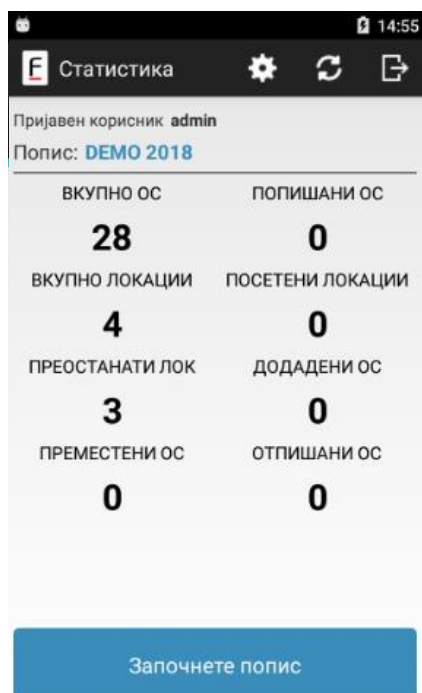 14:55
F Статистика
Пријавен корисник admin
Попис: DEMO 2018
ВКУПНО ОС ПОПИШАНИ ОС
28 0
ВКУПНО ЛОКАЦИИ ПОСЕТЕНИ ЛОКАЦИИ
4 0
ПРЕОСТАНАТИ ЛОК ДОДАДЕНИ ОС
3 0
ПРЕМЕСТЕНИ ОС ОТПИШАНИ ОС
0 0
Започнете попис